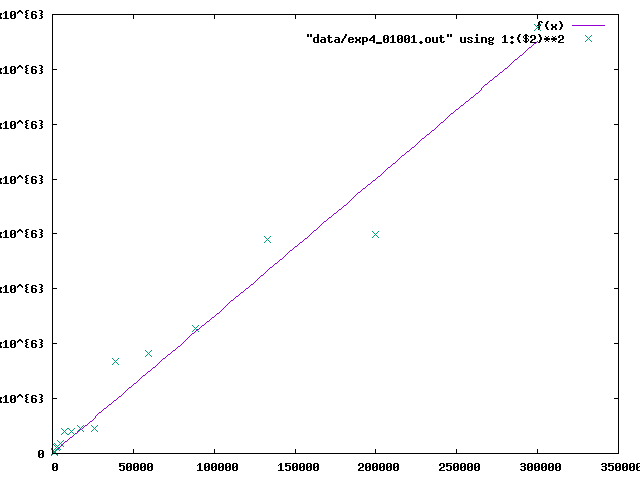 x10^{6}
x10^{6}
x10^{6}
x10^{6}
x10^{6}
x10^{6}
x10^{6}
x10^{6}
0
f(x)
"data/exp4_01001.out" using 1:($2)**2
0 50000 100000 150000 200000 250000 300000 350000